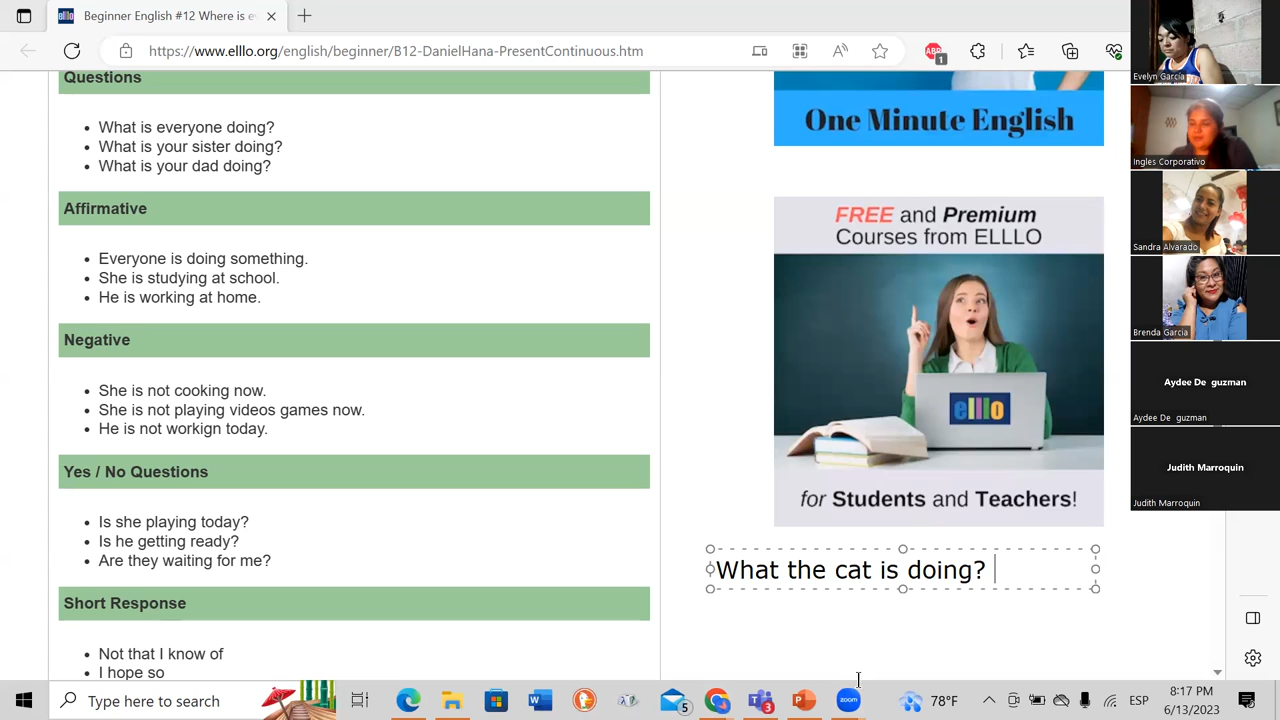 Beginner English #12 Where is e
https://www.elllo.org/english/beginner/B12-DanielHana-PresentContinuous.htm
ABP
1
Questions
What is everyone doing?
What is your sister doing?
What is your dad doing?
Affirmative
Everyone is doing something.
She is studying at school.
He is working at home.
Negative
She is not cooking now.
She is not playing videos games now.
He is not workign today.
Yes / No Questions
Is she playing today?
Is he getting ready?
Are they waiting for me?
Short Response
Not that I know of
I hope so
One Minute English
FREE and Premium
Courses from ELLLO
elllo
for Students and Teachers!
What the cat is doing?
Evelyn García
Ingles Corporativo
Sandra Alvarado
Brenda Garcia
Aydee De guzman
Aydee De guzman
Judith Marroquin
Judith Marroquin
Type here to search
5
3
zoom
78°F
ESP
8:17 PM
6/13/2023